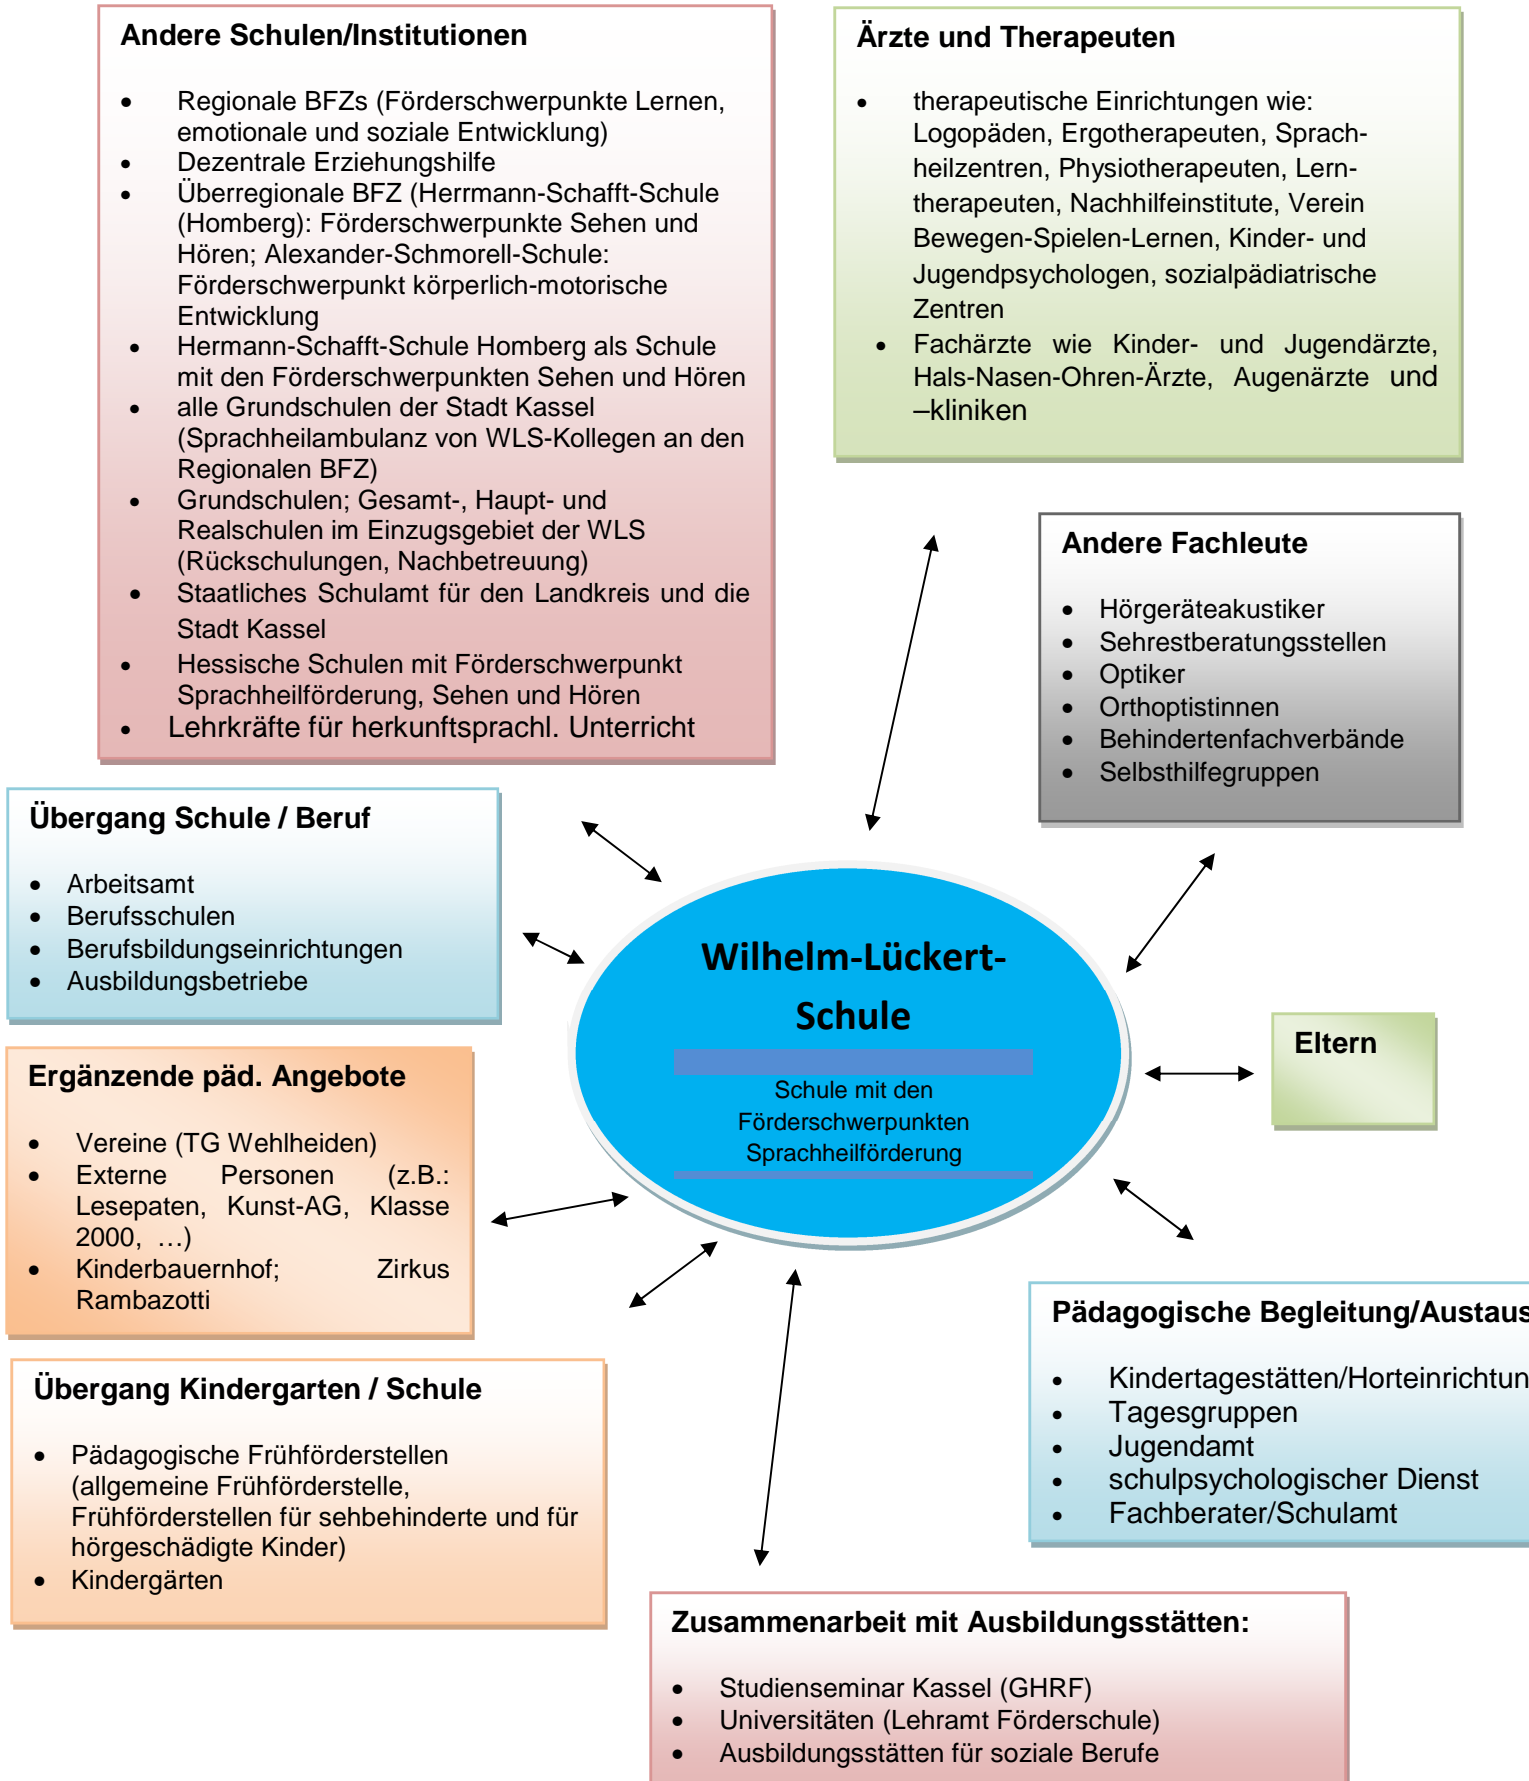 Andere Schulen/Institutionen
• Regionale BFZs (Förderschwerpunkte Lernen,
emotionale und soziale Entwicklung)
• Dezentrale Erziehungshilfe
• Überregionale BFZ (Herrmann-Schafft-Schule
(Homberg): Förderschwerpunkte Sehen und
Hören; Alexander-Schmorell-Schule:
Förderschwerpunkt körperlich-motorische
Entwicklung
• Hermann-Schafft-Schule Homberg als Schule
mit den Förderschwerpunkten Sehen und Hören
• alle Grundschulen der Stadt Kassel
(Sprachheilambulanz von WLS-Kollegen an den
Regionalen BFZ)
• Grundschulen; Gesamt-, Haupt- und
Realschulen im Einzugsgebiet der WLS
(Rückschulungen, Nachbetreuung)
• Staatliches Schulamt für den Landkreis und die
Stadt Kassel
• Hessische Schulen mit Förderschwerpunkt
Sprachheilförderung, Sehen und Hören
• Lehrkräfte für herkunftsprachl. Unterricht
Ärzte und Therapeuten
• therapeutische Einrichtungen wie:
Logopäden, Ergotherapeuten, Sprach-
heilzentren, Physiotherapeuten, Lern-
therapeuten, Nachhilfeinstitute, Verein
Bewegen-Spielen-Lernen, Kinder- und
Jugendpsychologen, sozialpädiatrische
Zentren
• Fachärzte wie Kinder- und Jugendärzte,
Hals-Nasen-Ohren-Ärzte, Augenärzte und
–kliniken
Andere Fachleute
• Hörgeräteakustiker
• Sehrestberatungsstellen
• Optiker
• Orthoptistinnen
• Behindertenfachverbände
• Selbsthilfegruppen
Übergang Schule / Beruf
• Arbeitsamt
• Berufsschulen
• Berufsbildungseinrichtungen
• Ausbildungsbetriebe
Wilhelm-Lückert-
Schule
Schule mit den
Förderschwerpunkten
Sprachheilförderung
Eltern
Ergänzende päd. Angebote
• Vereine (TG Wehlheiden)
• Externe Personen (z.B.:
Lesepaten, Kunst-AG, Klasse
2000, …)
• Kinderbauernhof; Zirkus
Rambazotti
Übergang Kindergarten / Schule
• Pädagogische Frühförderstellen
(allgemeine Frühförderstelle,
Frühförderstellen für sehbehinderte und für
hörgeschädigte Kinder)
• Kindergärten
Pädagogische Begleitung/Austaus
• Kindertagestätten/Horteinrichtun
• Tagesgruppen
• Jugendamt
• schulpsychologischer Dienst
• Fachberater/Schulamt
Zusammenarbeit mit Ausbildungsstätten:
• Studienseminar Kassel (GHRF)
• Universitäten (Lehramt Förderschule)
• Ausbildungsstätten für soziale Berufe